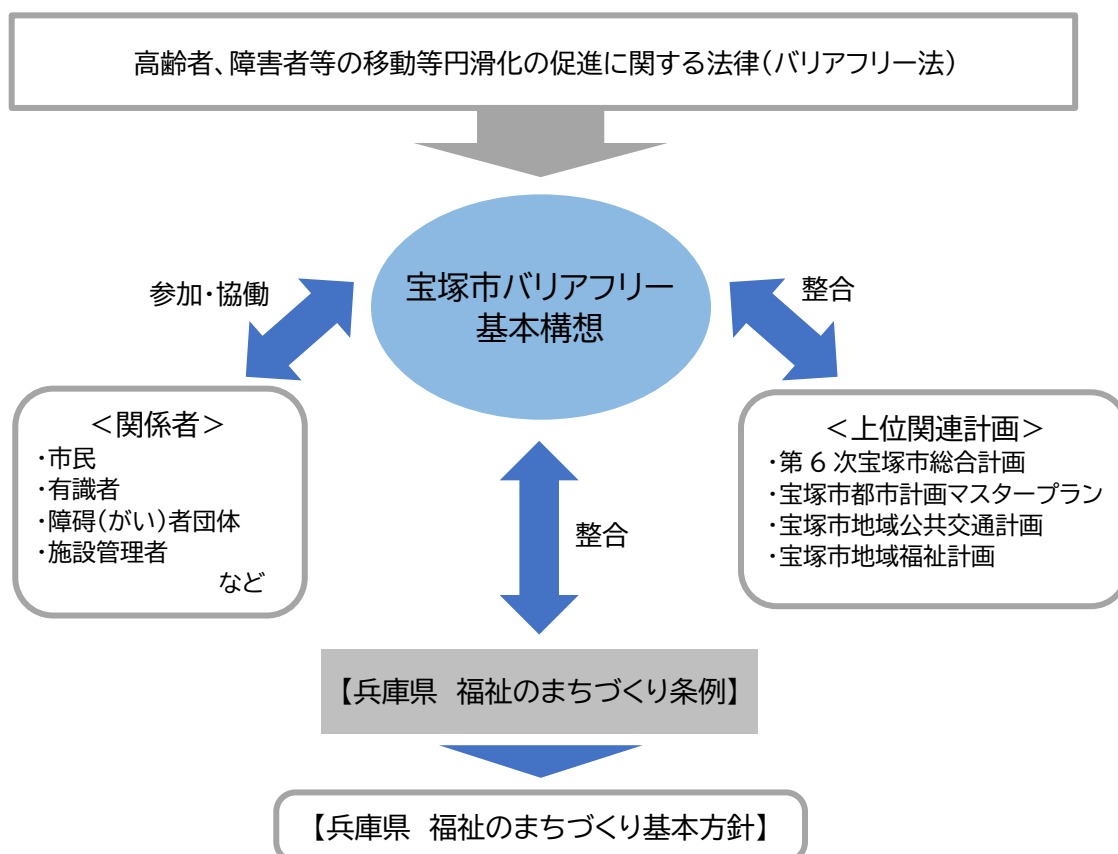 高齢者、障害者等の移動等円滑化の促進に関する法律（バリアフリー法）
宝塚市バリアフリー
基本構想
参加・協働
整合
＜関係者＞
・市民
・有識者
・障碍（がい）者団体
・施設管理者
など
＜上位関連計画＞
・第 6 次宝塚市総合計画
・宝塚市都市計画マスタープラン
・宝塚市地域公共交通計画
・宝塚市地域福祉計画
整合
【兵庫県　福祉のまちづくり条例】
【兵庫県　福祉のまちづくり基本方針】